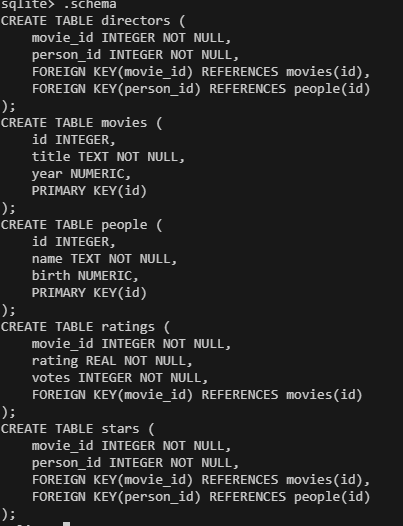 sqlite> .schema
CREATE TABLE directors (
    movie_id INTEGER NOT NULL,
    person_id INTEGER NOT NULL,
    FOREIGN KEY(movie_id) REFERENCES movies(id),
    FOREIGN KEY(person_id) REFERENCES people(id)
);
CREATE TABLE movies (
    id INTEGER,
    title TEXT NOT NULL,
    year NUMERIC,
    PRIMARY KEY(id)
);
CREATE TABLE people (
    id INTEGER,
    name TEXT NOT NULL,
    birth NUMERIC,
    PRIMARY KEY(id)
);
CREATE TABLE ratings (
    movie_id INTEGER NOT NULL,
    rating REAL NOT NULL,
    votes INTEGER NOT NULL,
    FOREIGN KEY(movie_id) REFERENCES movies(id)
);
CREATE TABLE stars (
    movie_id INTEGER NOT NULL,
    person_id INTEGER NOT NULL,
    FOREIGN KEY(movie_id) REFERENCES movies(id),
    FOREIGN KEY(person_id) REFERENCES people(id)
);